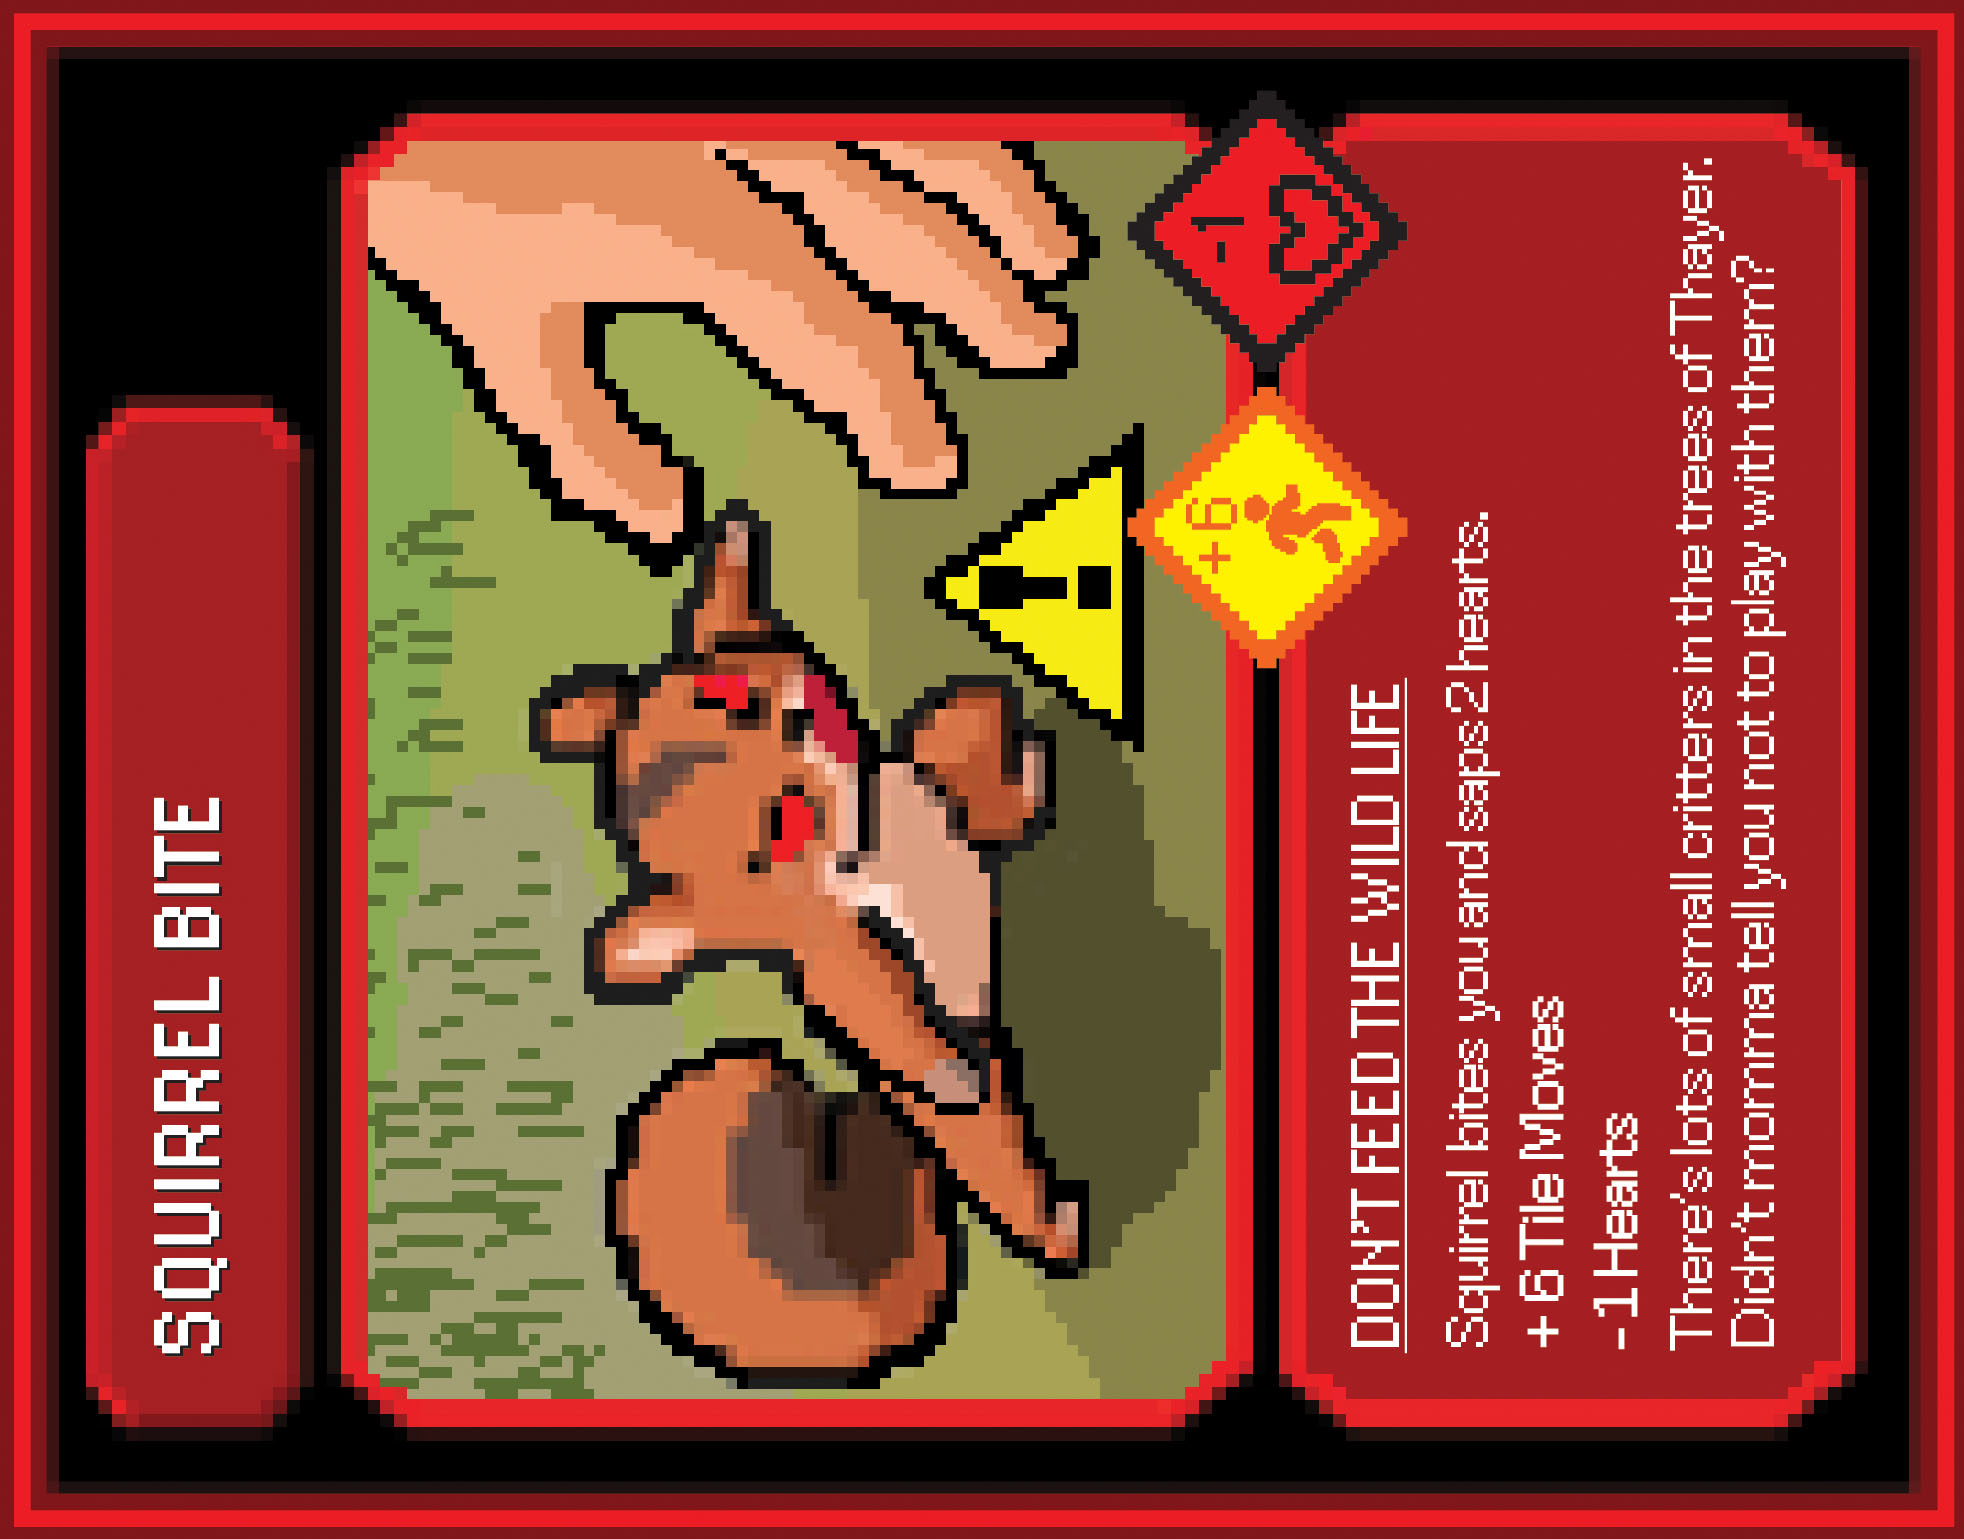 SQUIRREL BITE
!
+6
-1
DON'T FEED THE WILD LIFE
Squirrel bites you and saps 2 hearts.
+ 6 Tile Moves
- 1 Hearts
There's lots of small critters in the trees of Thayer.
Didn't momma tell you not to play with them?